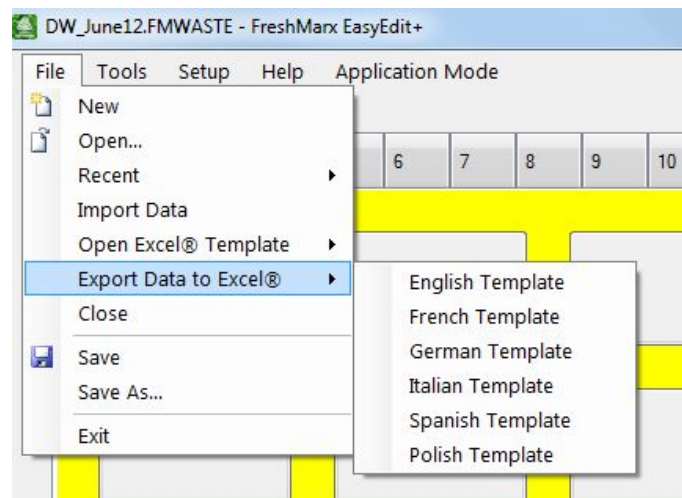 DW_June12.FMWASTE - FreshMarx EasyEdit+
File Tools Setup Help Application Mode
New
Open...
Recent
Import Data
Open Excel® Template
Export Data to Excel®
Close
Save
Save As...
Exit
6 7 8 9 10
English Template
French Template
German Template
Italian Template
Spanish Template
Polish Template